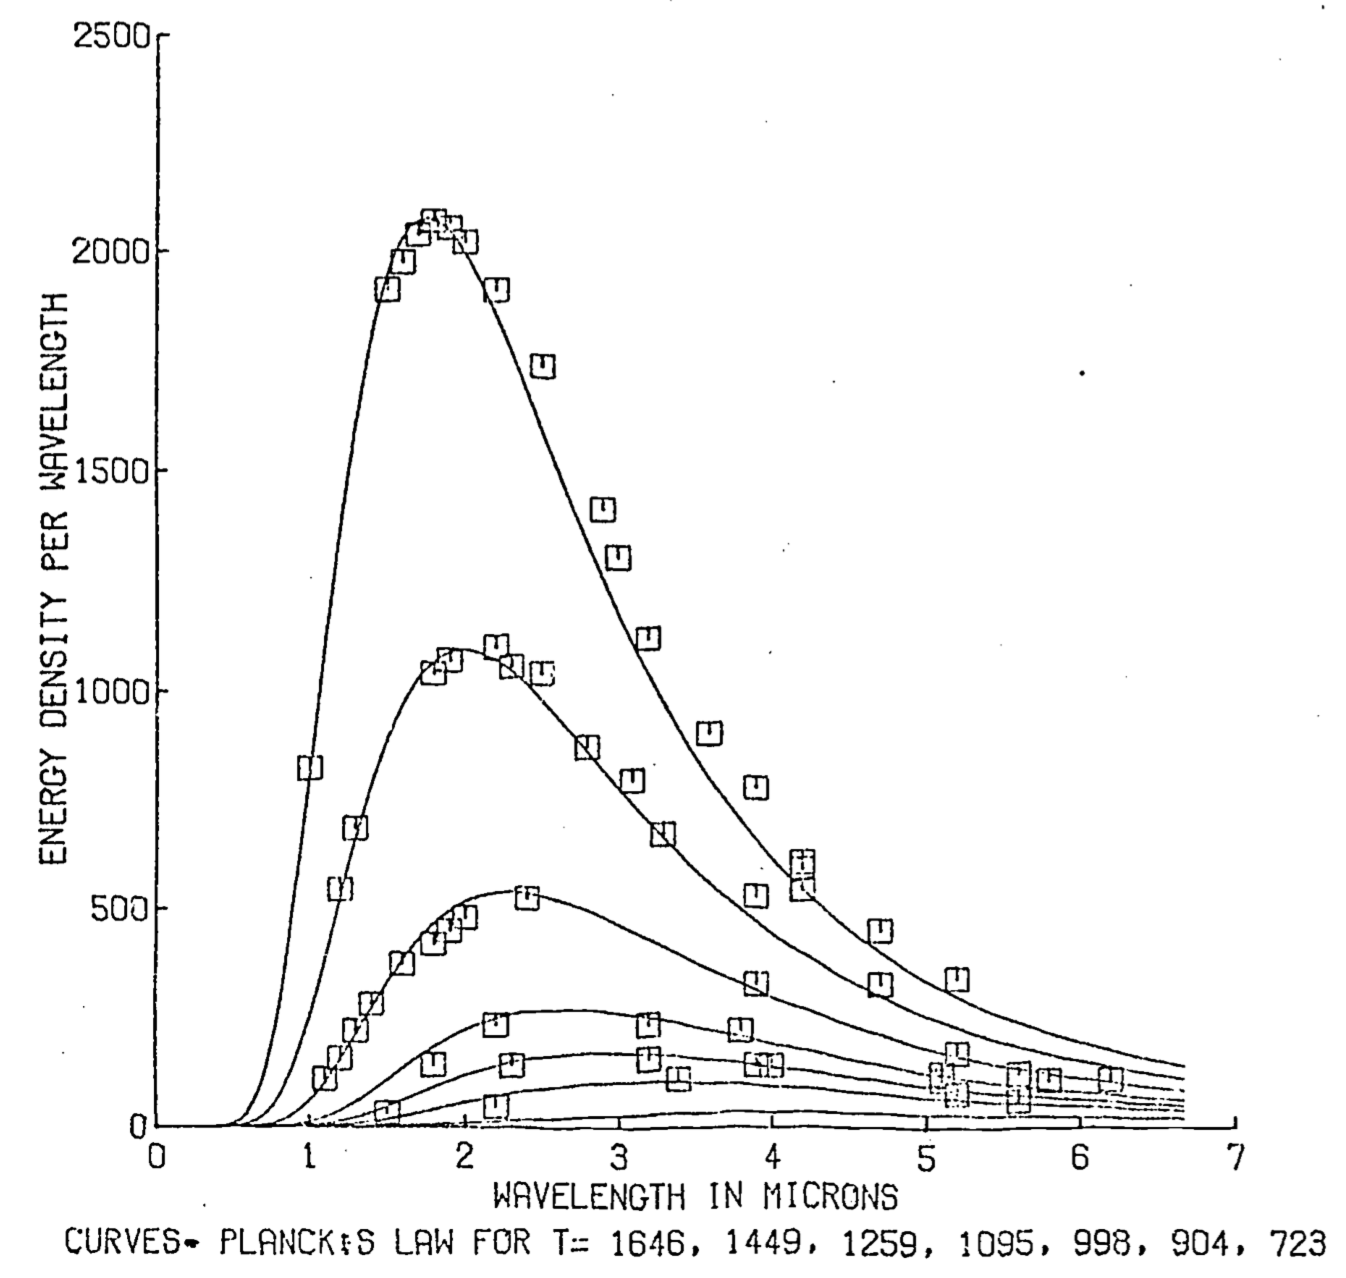 2500
2000
1500
1000
500
0
ENERGY DENSITY PER WAVELENGTH
0 1 2 3 4 5 6 7
WAVELENGTH IN MICRONS
CURVES- PLANCK‡S LAW FOR T= 1646, 1449, 1259, 1095, 998, 904, 723